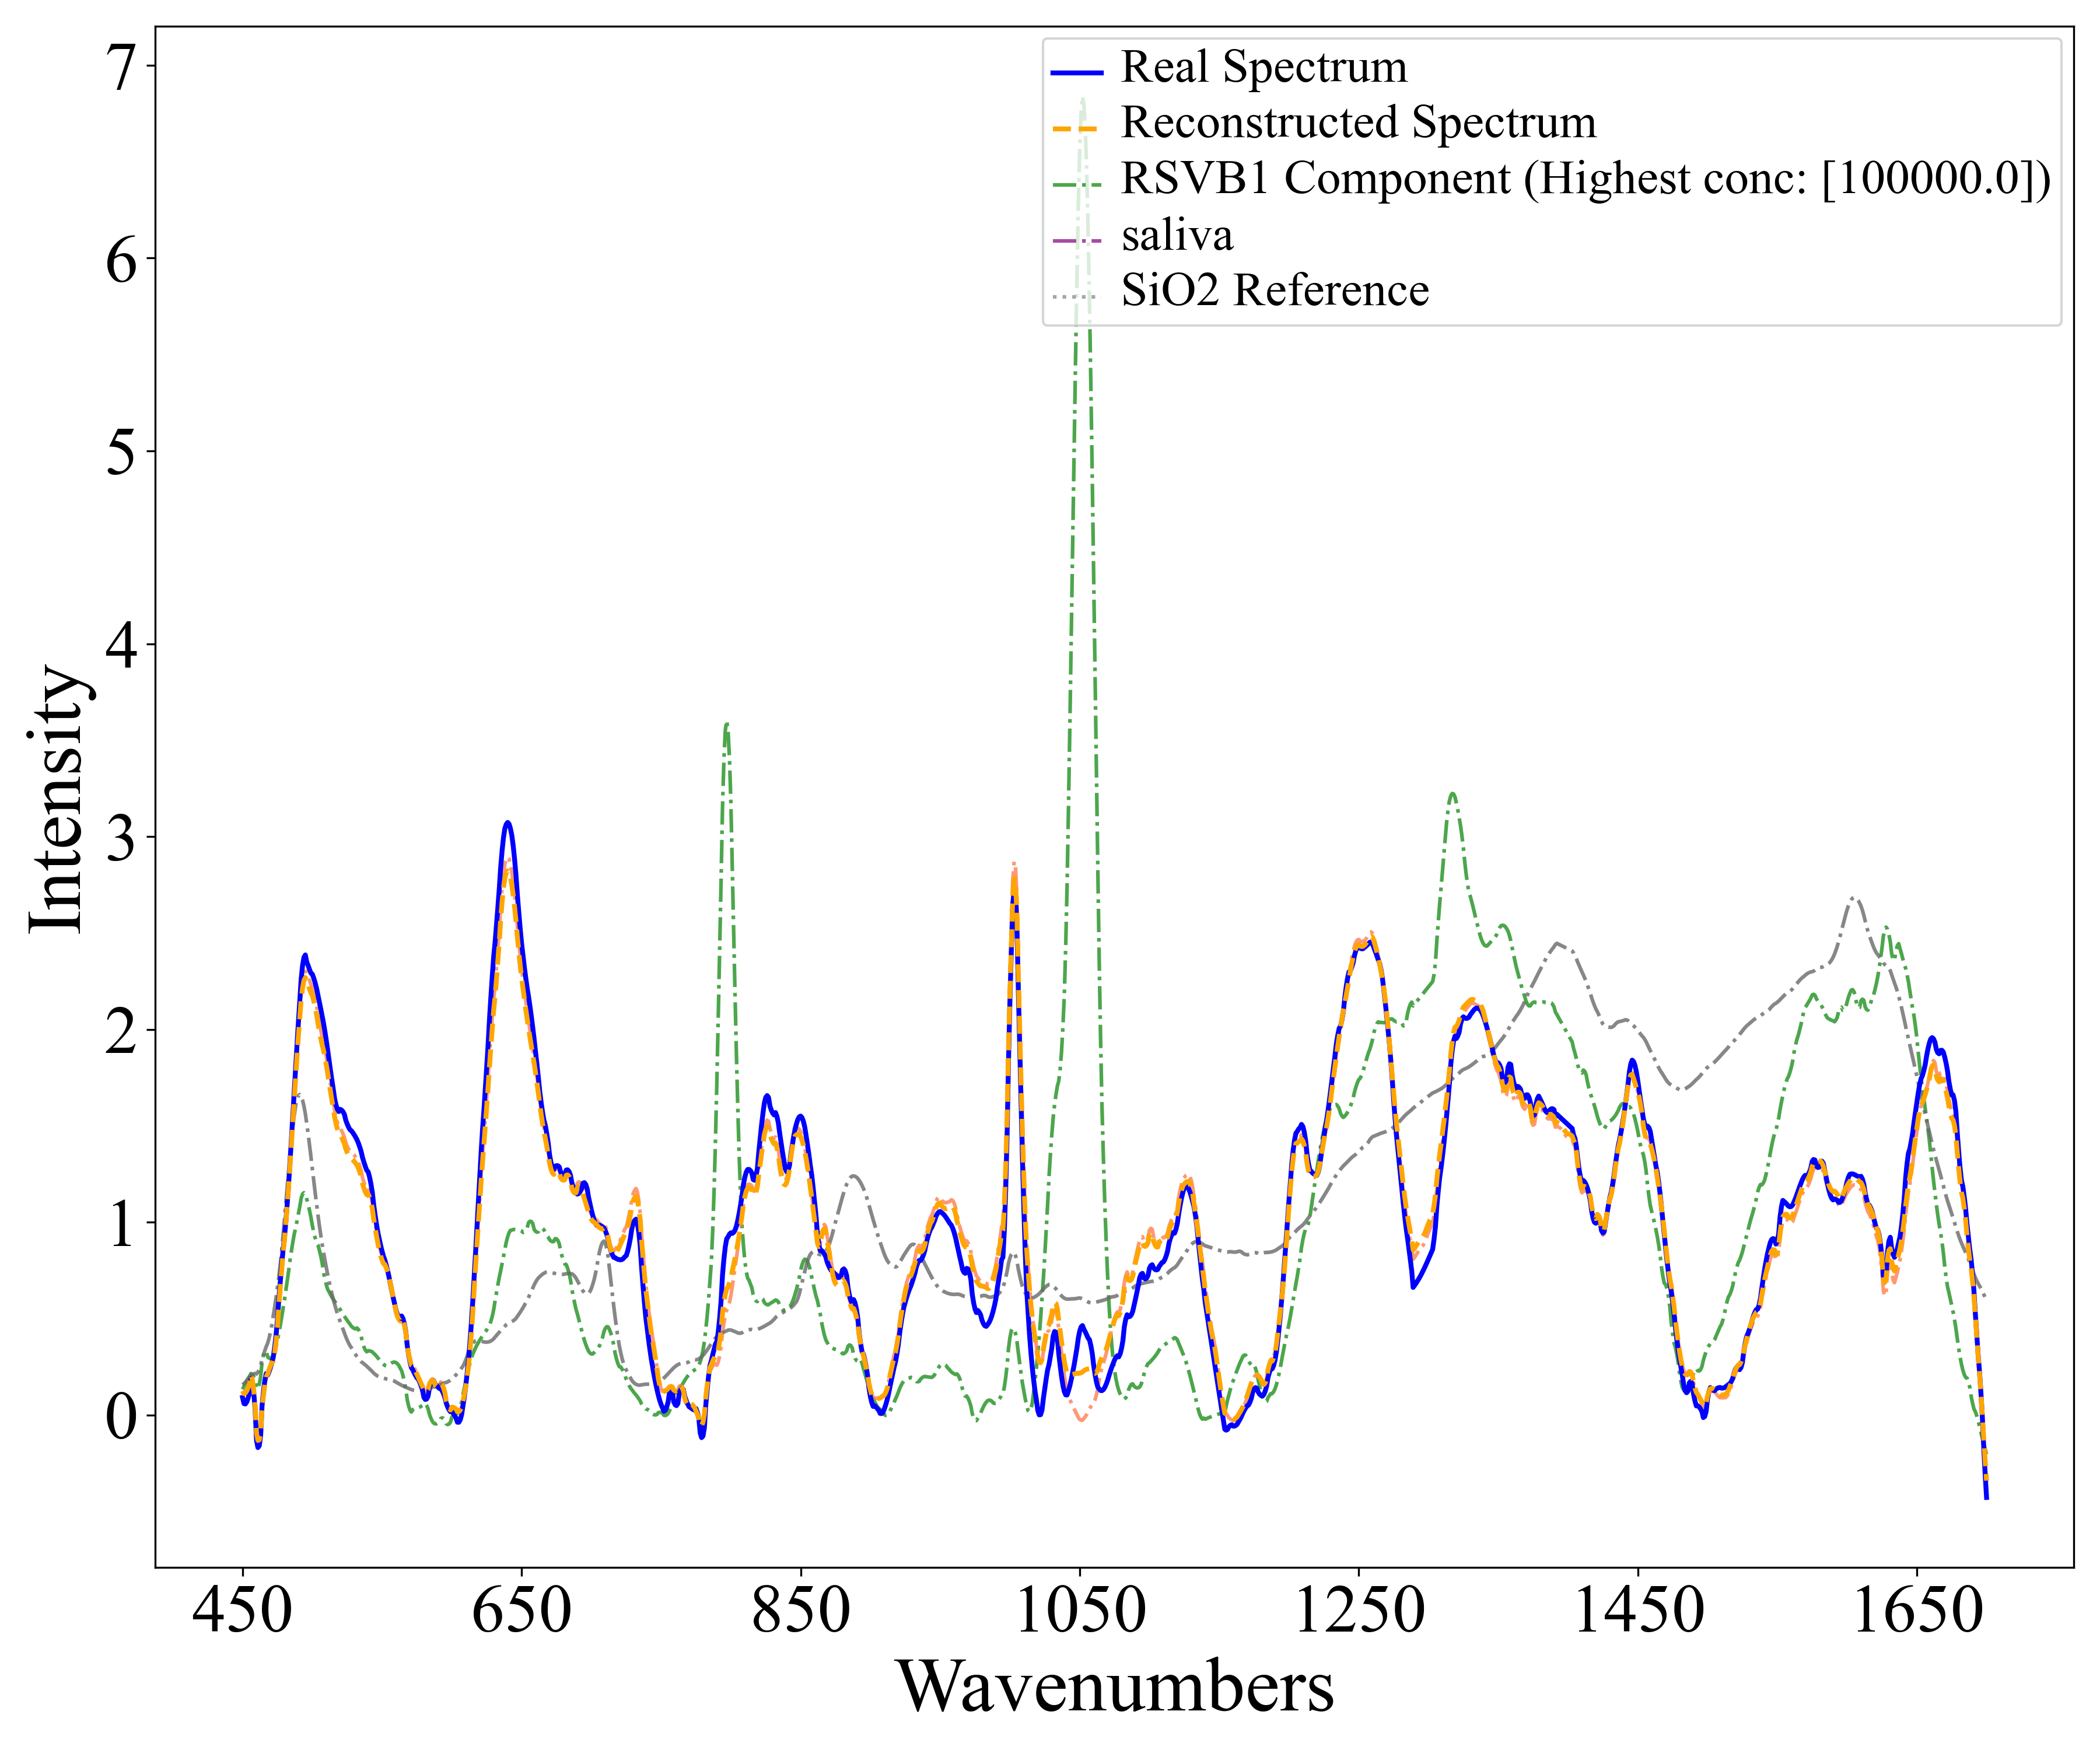 Real Spectrum
Reconstructed Spectrum
RSVB1 Component (Highest conc: [100000.0])
saliva
SiO2 Reference
7
6
5
4
3
2
1
0
Intensity
450 650 850 1050 1250 1450 1650
Wavenumbers